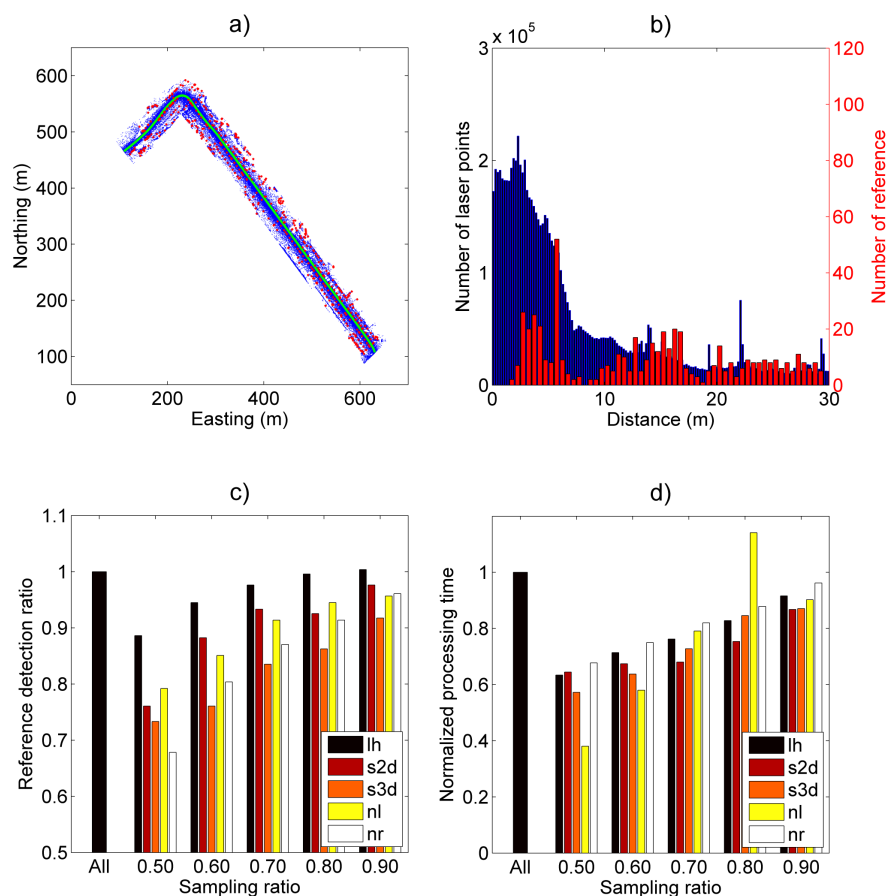 a)
600
500
400
300
200
100
0
200
400
600
Northing (m)
Easting (m)
b)
3 x 10^5
2
1
0
120
100
80
60
40
20
0
0
10
20
30
Number of laser points
Number of reference
Distance (m)
c)
1.1
1
0.9
0.8
0.7
0.6
0.5
Reference detection ratio
lh
s2d
s3d
nl
nr
All
0.50
0.60
0.70
0.80
0.90
Sampling ratio
d)
1
0.8
0.6
0.4
0.2
0
Normalized processing time
lh
s2d
s3d
nl
nr
All
0.50
0.60
0.70
0.80
0.90
Sampling ratio